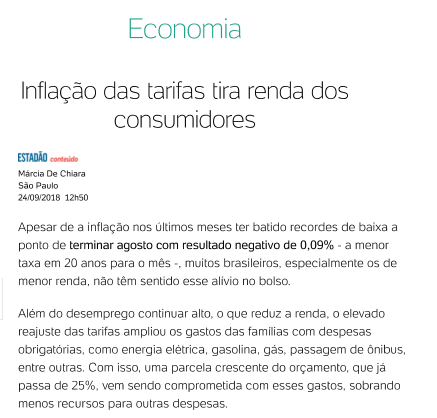 Economia
Inflação das tarifas tira renda dos
consumidores
ESTADÃO conteúdo
Márcia De Chiara
São Paulo
24/09/2018 12h50
Apesar de a inflação nos últimos meses ter batido recordes de baixa a
ponto de terminar agosto com resultado negativo de 0,09% - a menor
taxa em 20 anos para o mês -, muitos brasileiros, especialmente os de
menor renda, não têm sentido esse alívio no bolso.
Além do desemprego continuar alto, o que reduz a renda, o elevado
reajuste das tarifas ampliou os gastos das famílias com despesas
obrigatórias, como energia elétrica, gasolina, gás, passagem de ônibus,
entre outras. Com isso, uma parcela crescente do orçamento, que já
passa de 25%, vem sendo comprometida com esses gastos, sobrando
menos recursos para outras despesas.